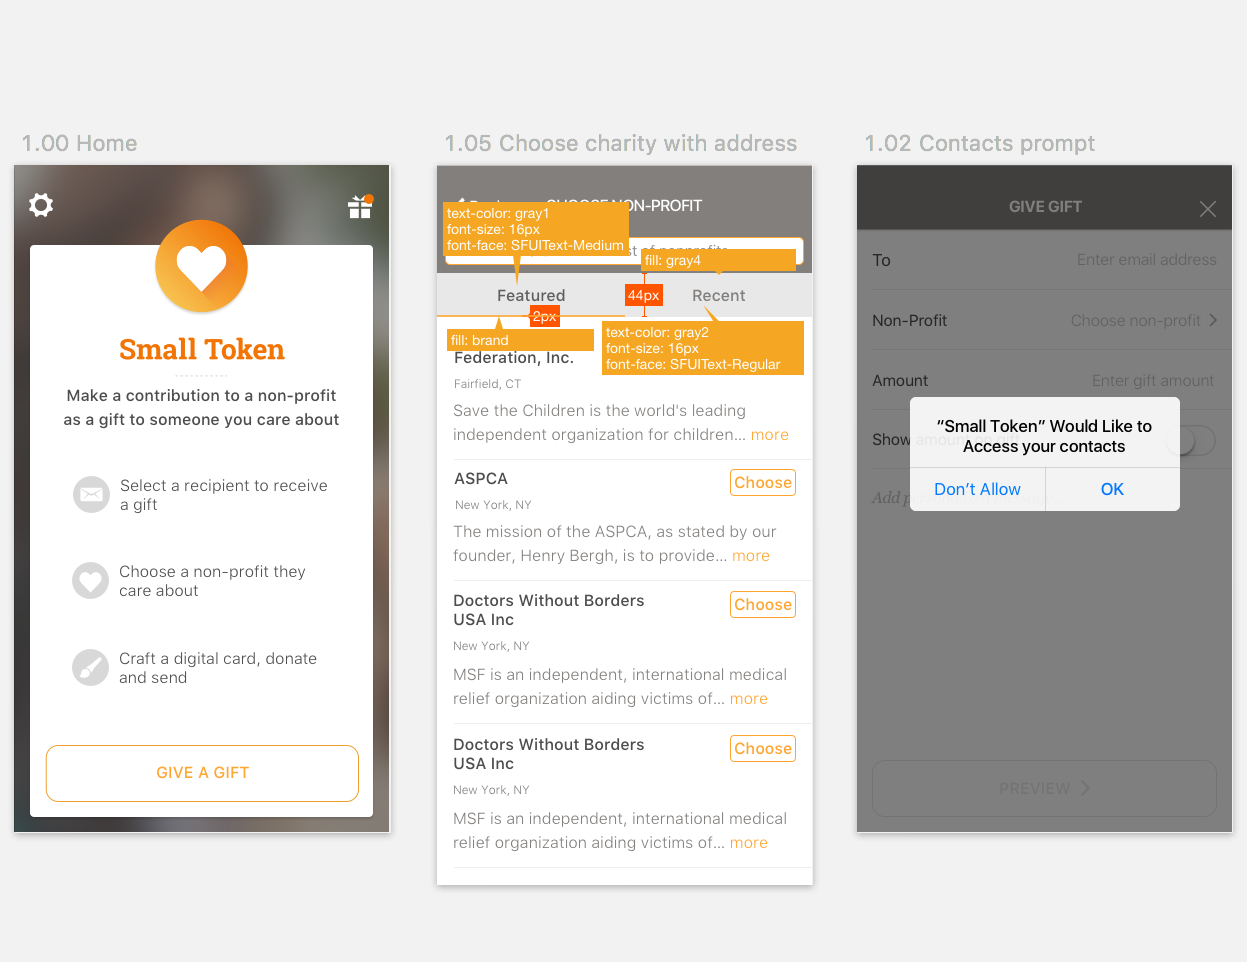 1.00 Home
Small Token
Make a contribution to a non-profit
as a gift to someone you care about
Select a recipient to receive
a gift
Choose a non-profit they
care about
Craft a digital card, donate
and send
GIVE A GIFT
1.05 Choose charity with address
NON-PROFIT
text-color: gray1
font-size: 16px
font-face: SFUIText-Medium
st of nonprofits
fill: gray4
Featured
44px
Recent
2px
fill: brand
text-color: gray2
font-size: 16px
font-face: SFUIText-Regular
Federation, Inc.
Fairfield, CT
Save the Children is the world's leading
independent organization for children... more
ASPCA
Choose
New York, NY
The mission of the ASPCA, as stated by our
founder, Henry Bergh, is to provide... more
Doctors Without Borders
USA Inc
Choose
New York, NY
MSF is an independent, international medical
relief organization aiding victims of... more
Doctors Without Borders
USA Inc
Choose
New York, NY
MSF is an independent, international medical
relief organization aiding victims of... more
1.02 Contacts prompt
GIVE GIFT
To
Enter email address
Non-Profit
Choose non-profit
Amount
Enter gift amount
Show amount on gift
Add
“Small Token” Would Like to
Access your contacts
Don’t Allow
OK
PREVIEW